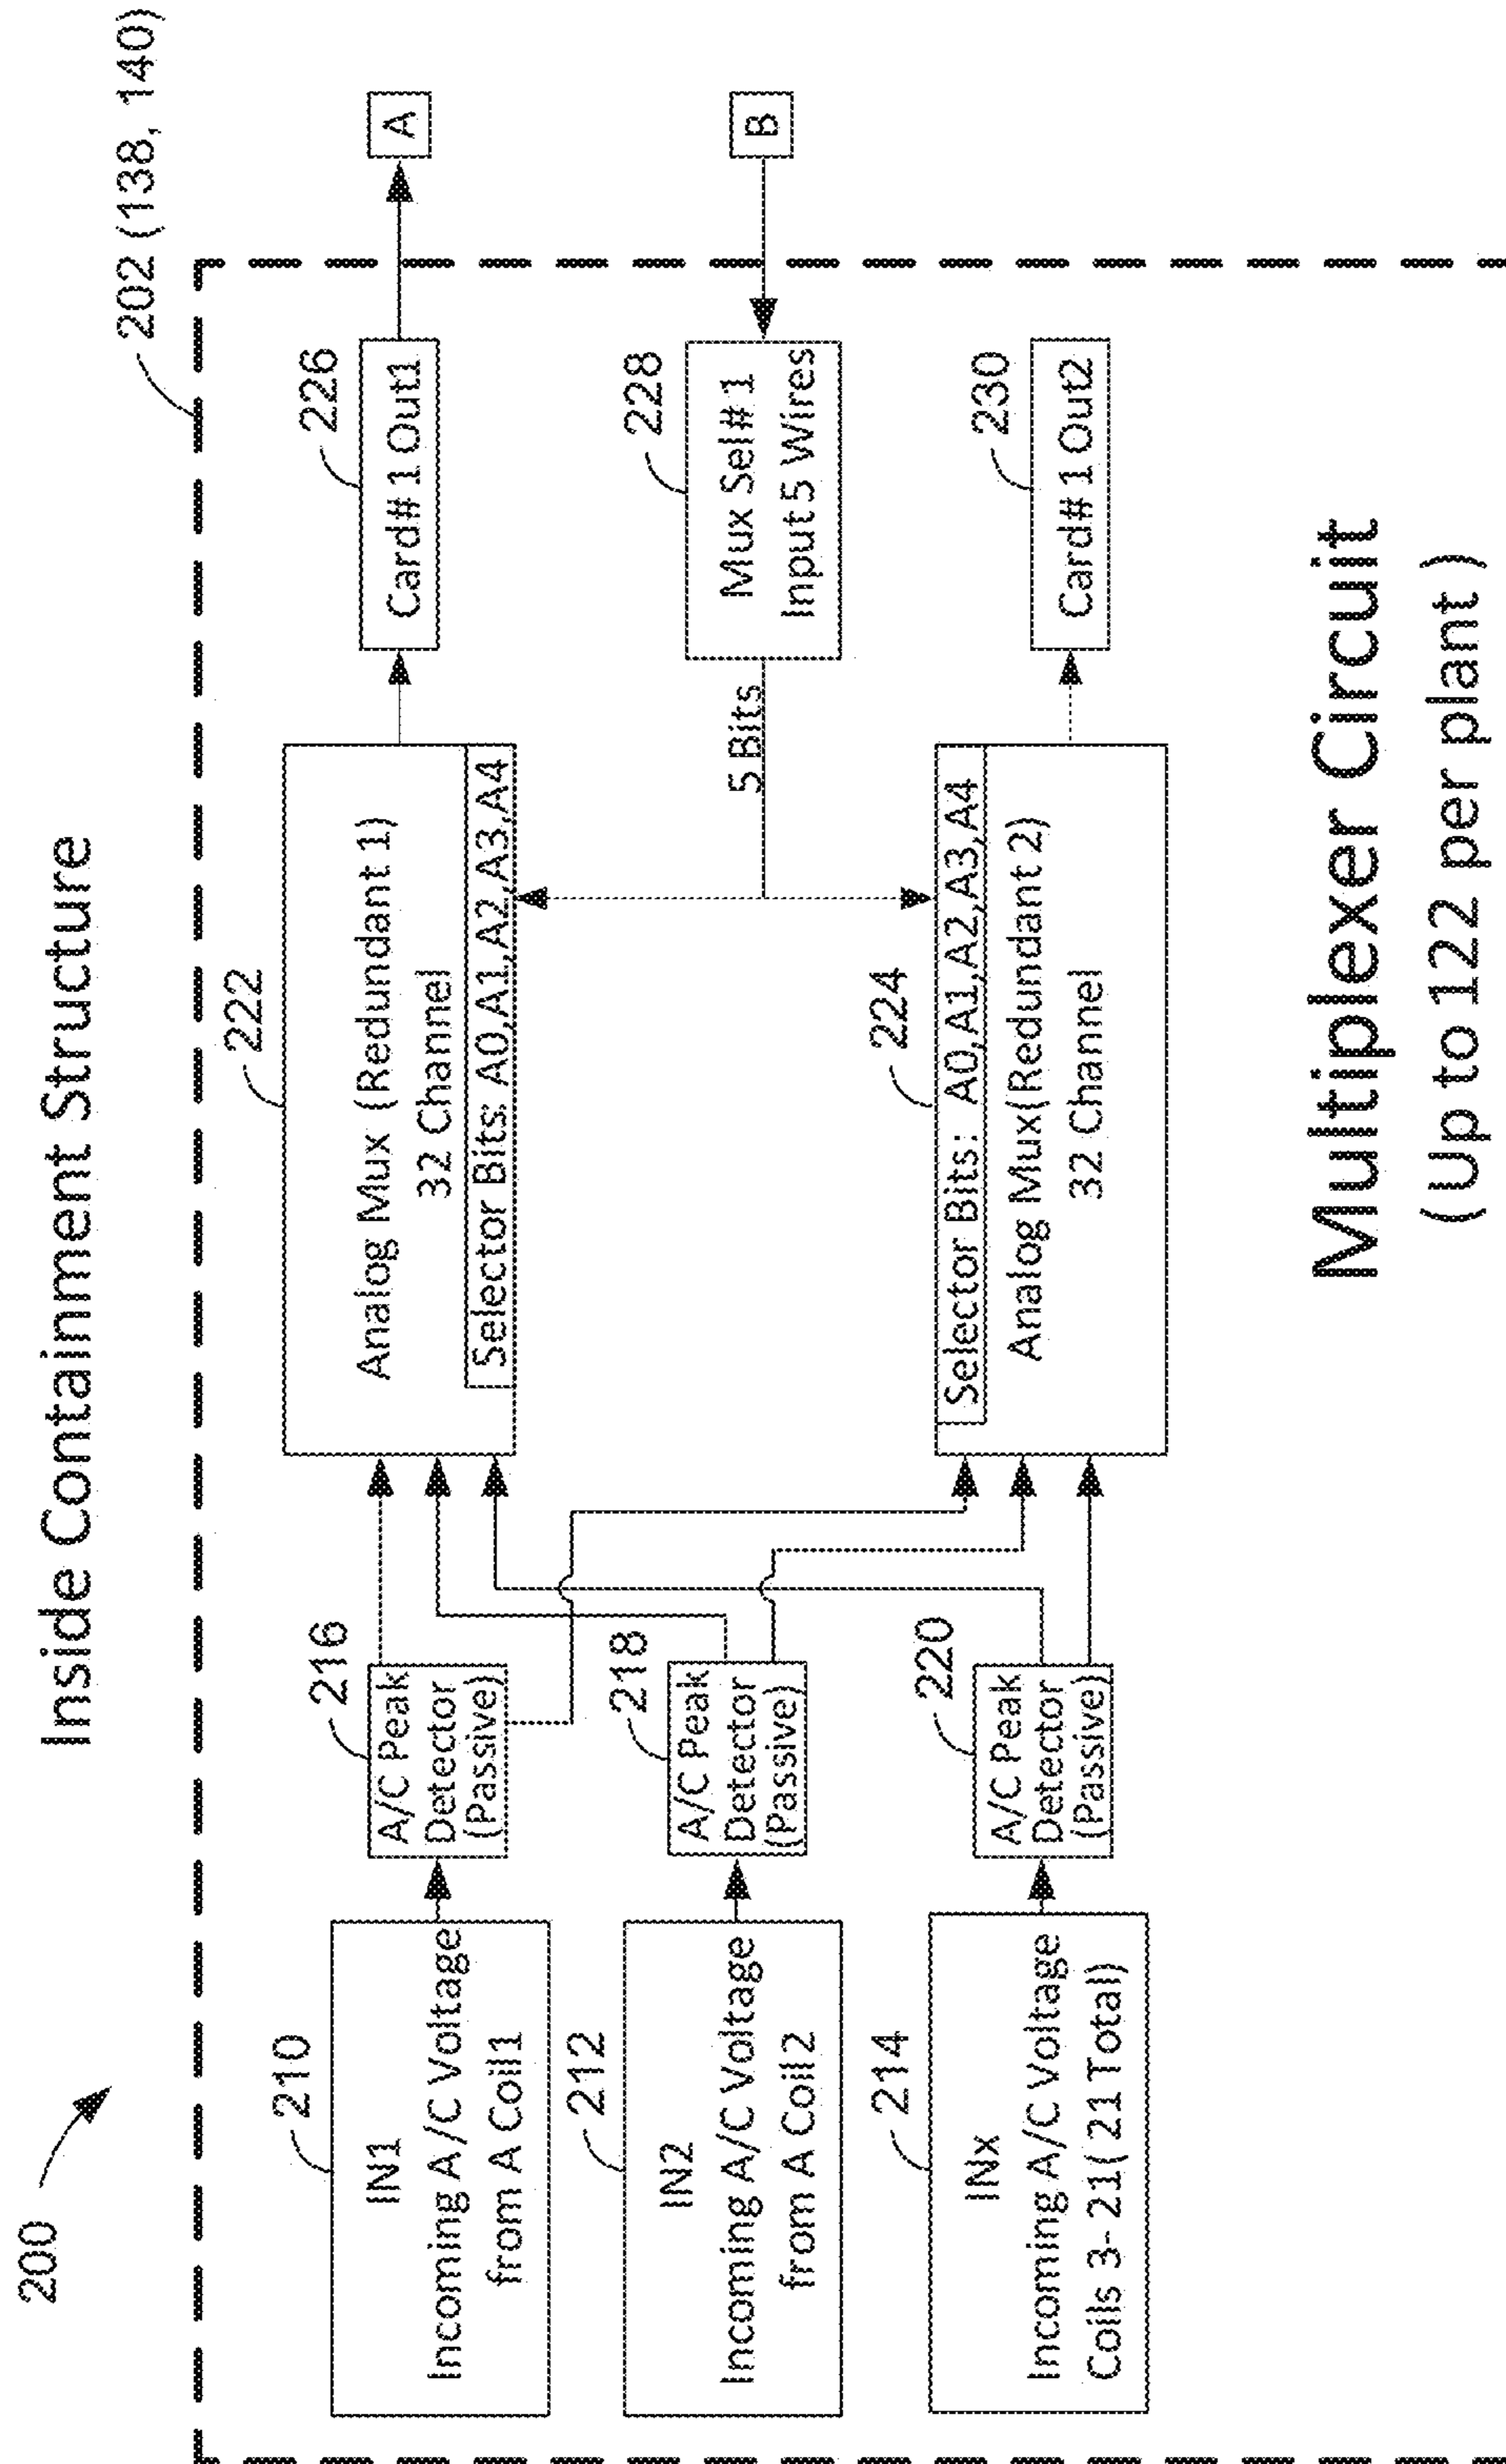 Inside Containment Structure
200
202 (138, 140)
210
IN1
Incoming A/C Voltage
from A Coil1
216
A/C Peak
Detector
(Passive)
222
Analog Mux (Redundant 1)
32 Channel
Selector Bits: A0,A1,A2,A3,A4
226
Card#1 Out1
A
212
IN2
Incoming A/C Voltage
from A Coil2
218
A/C Peak
Detector
(Passive)
5 Bits
228
Mux Sel#1
Input5 Wires
B
214
INx
Incoming A/C Voltage
Coils 3-21( 21 Total)
220
A/C Peak
Detector
(Passive)
224
Selector Bits: A0,A1,A2,A3,A4
Analog Mux(Redundant 2)
32 Channel
230
Card#1 Out2
Multiplexer Circuit
( Up to 122 per plant )